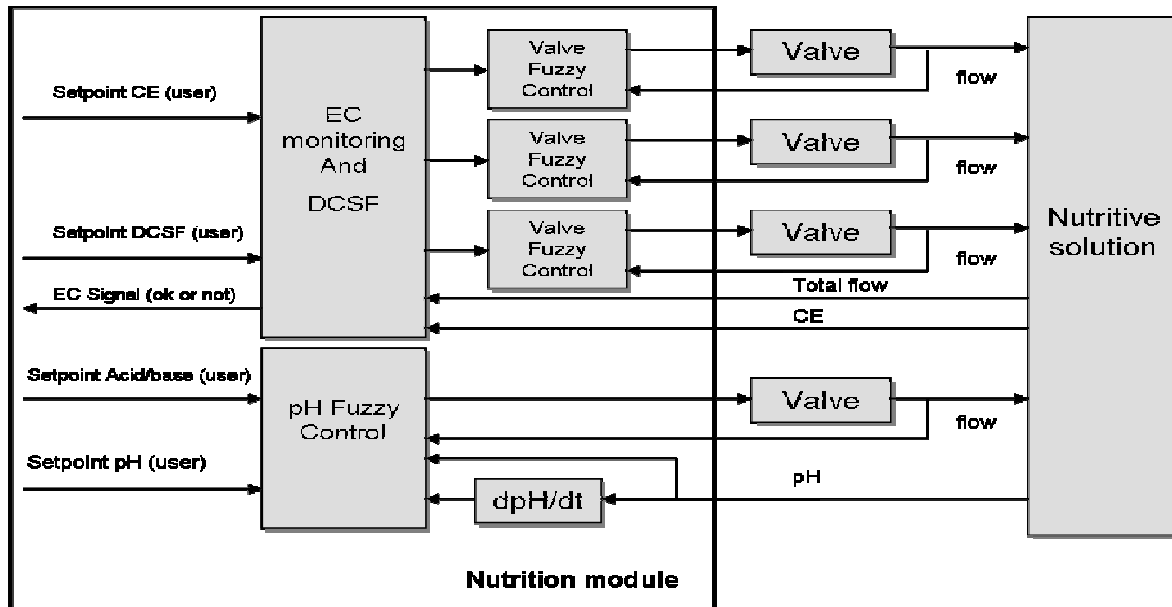 Setpoint CE (user)
Setpoint DCSF (user)
EC Signal (ok or not)
Setpoint Acid/base (user)
Setpoint pH (user)
EC
monitoring
And
DCSF
pH Fuzzy
Control
Valve
Fuzzy
Control
Valve
Fuzzy
Control
Valve
Fuzzy
Control
dpH/dt
Nutrition module
Valve
flow
Valve
flow
Valve
flow
Total flow
CE
Valve
flow
pH
Nutritive
solution